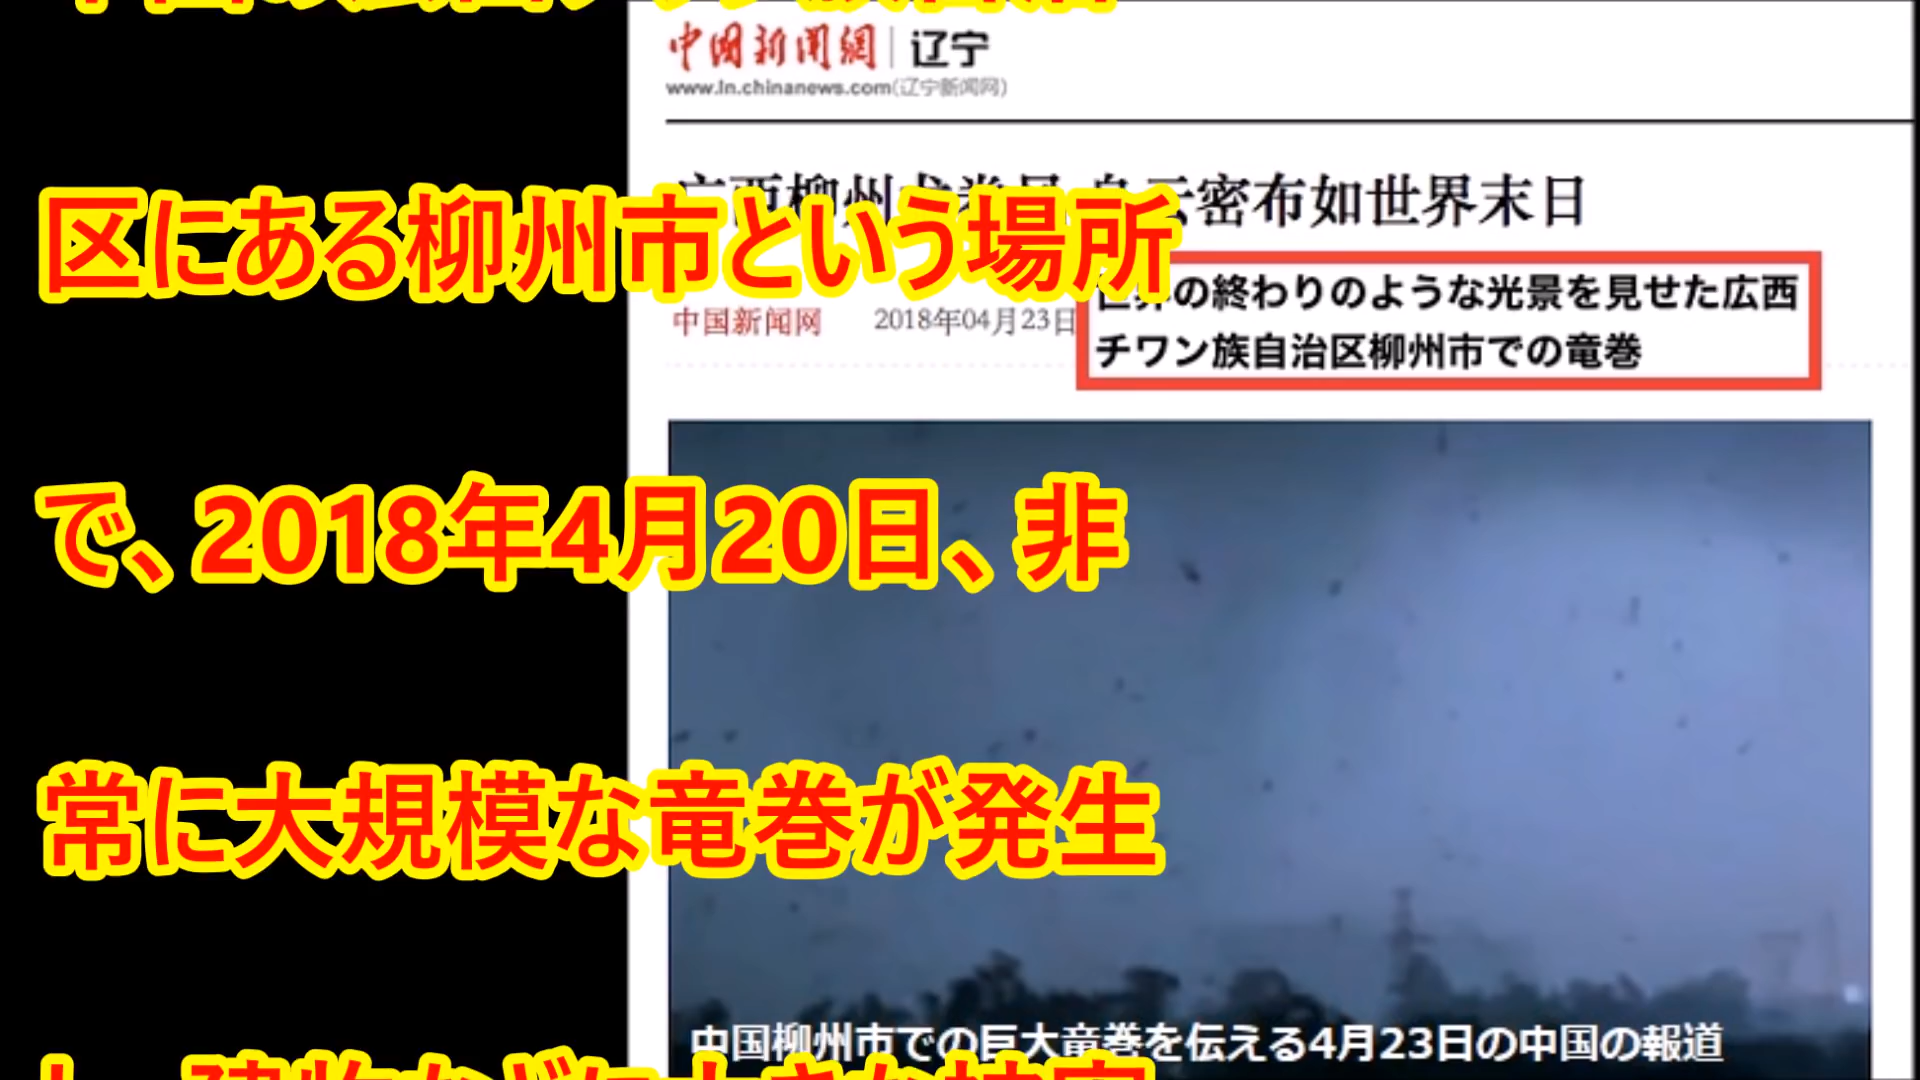 中国新闻網 | 辽宁
www.ln.chinanews.com(辽宁新闻网)
密布如世界末日
区にある柳州市という場所
の終わりのような光景を見せた広西
中国新闻网 2018年04月23日
チワン族自治区柳州市での竜巻
で、2018年4月20日、非
常に大規模な竜巻が発生
中国柳州市での巨大竜巻を伝える4月23日の中国の報道